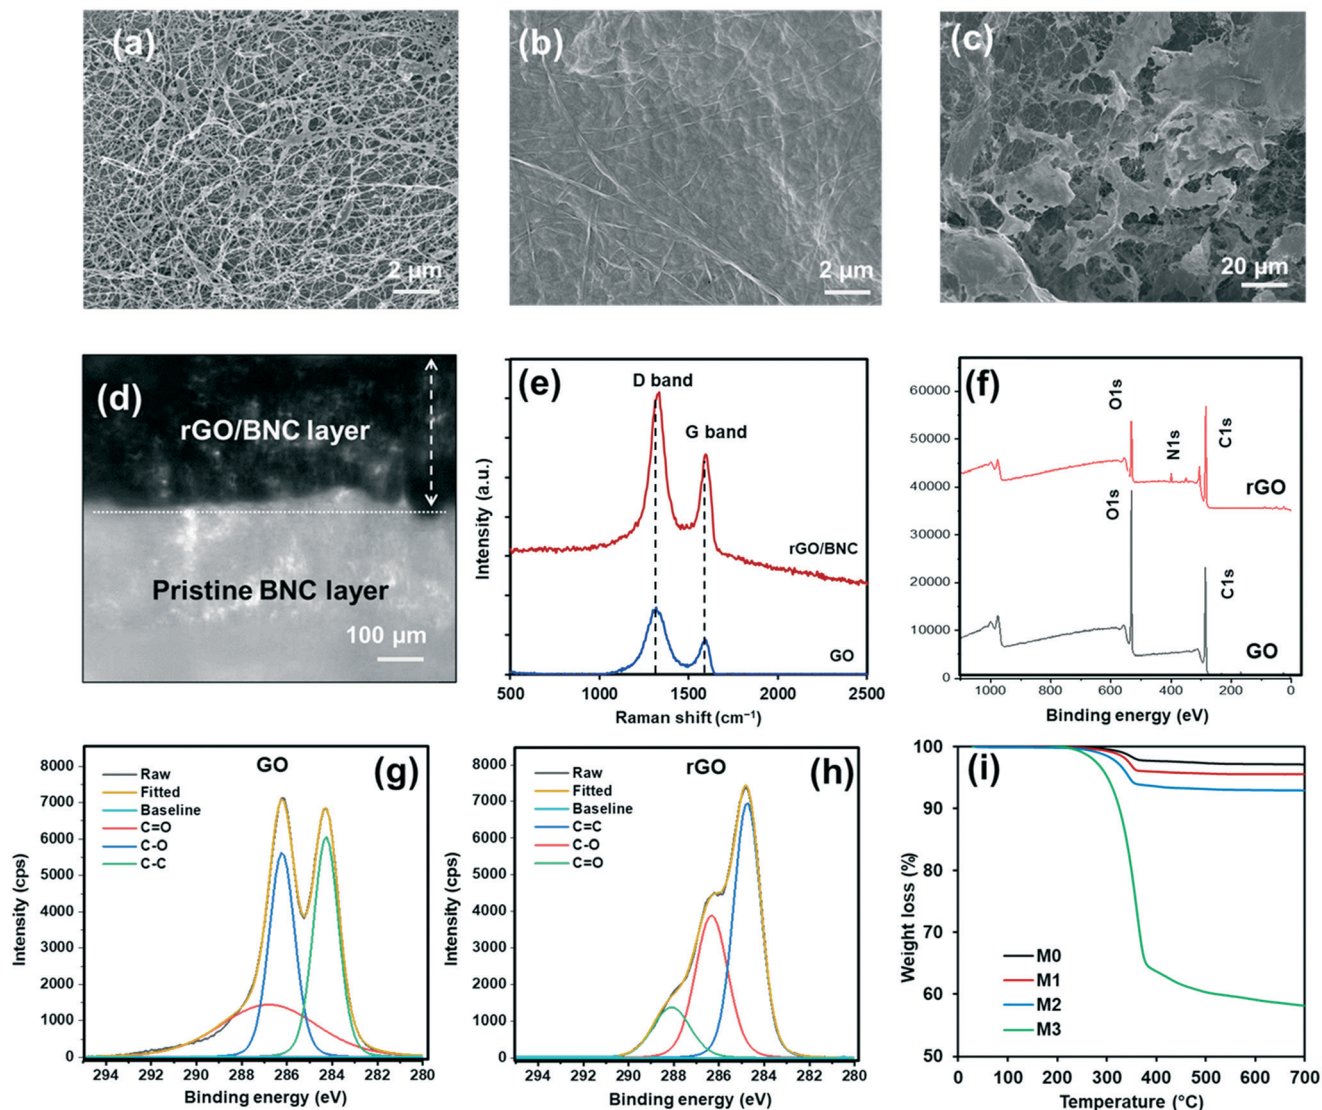 (a)
2 µm
(b)
2 µm
(c)
20 µm
(d)
rGO/BNC layer
Pristine BNC layer
100 µm
(e)
D band
G band
rGO/BNC
GO
Intensity (a.u.)
500 1000 1500 2000 2500
Raman shift (cm⁻¹)
(f)
60000
50000
40000
30000
20000
10000
0
O1s
N1s
C1s
rGO
O1s
C1s
GO
1000 800 600 400 200 0
Binding energy (eV)
(g)
GO
Raw
Fitted
Baseline
C=O
C-O
C-C
8000
7000
6000
5000
4000
3000
2000
1000
0
Intensity (cps)
294 292 290 288 286 284 282 280
Binding energy (eV)
(h)
rGO
Raw
Fitted
Baseline
C=C
C-O
C=O
8000
7000
6000
5000
4000
3000
2000
1000
0
Intensity (cps)
294 292 290 288 286 284 282 280
Binding energy (eV)
(i)
100
90
80
70
60
50
Weight loss (%)
M0
M1
M2
M3
0 100 200 300 400 500 600 700
Temperature (°C)